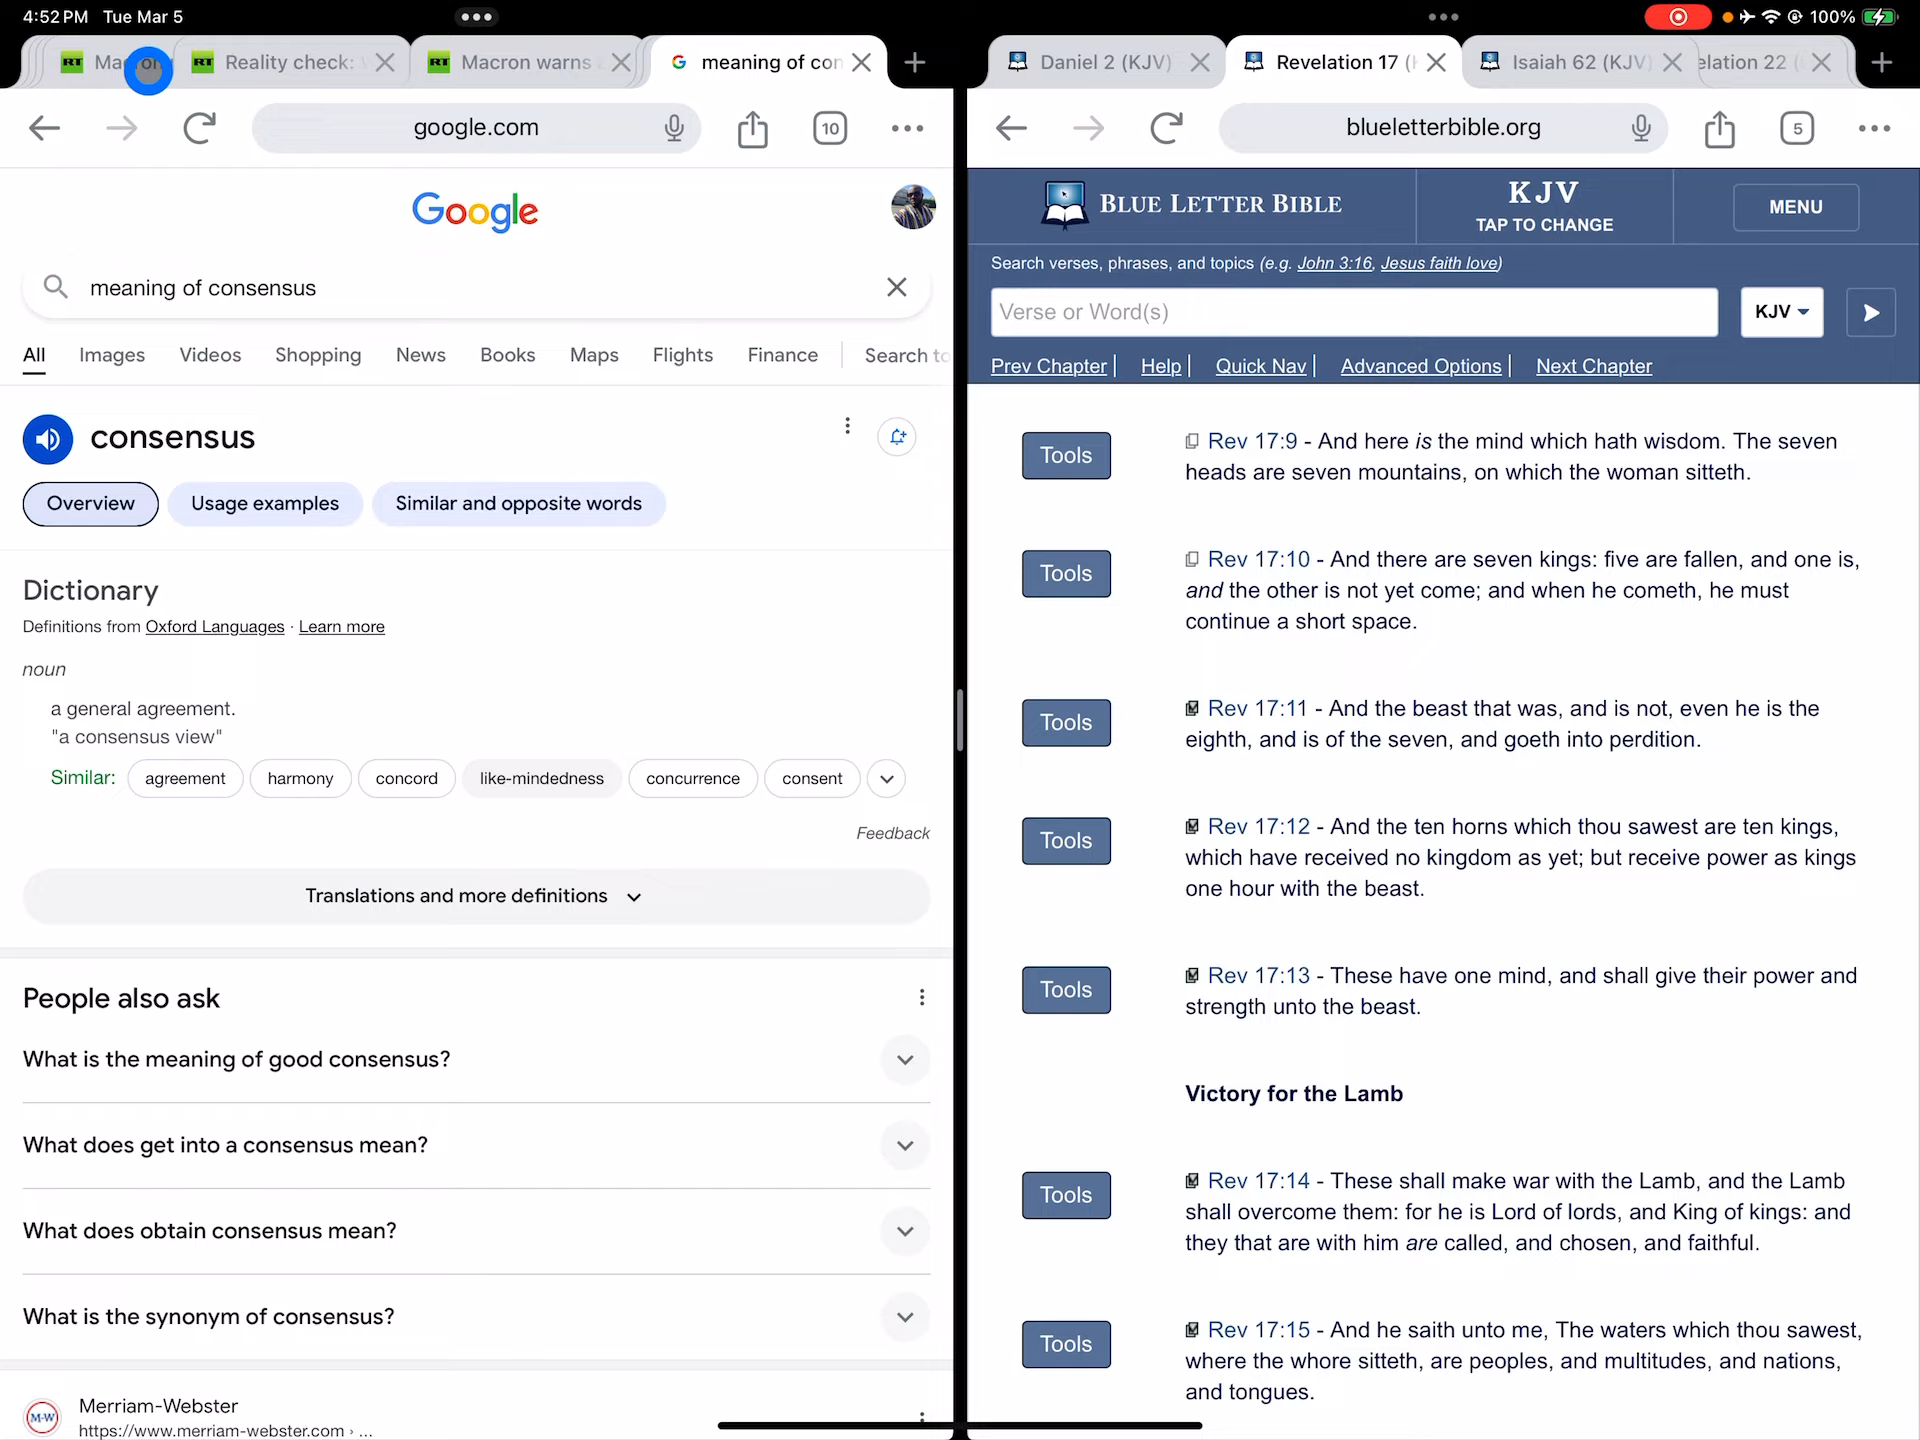 4:52 PM Tue Mar 5
100%
Reality check:
Macron warns
meaning of con
Daniel 2 (KJV)
Revelation 17 (
Isaiah 62 (KJV)
elation 22 (
google.com
10
blueletterbible.org
5
Google
meaning of consensus
All Images Videos Shopping News Books Maps Flights Finance Search to
consensus
Overview
Usage examples
Similar and opposite words
Dictionary
Definitions from Oxford Languages · Learn more
noun
a general agreement.
"a consensus view"
Similar: agreement harmony concord like-mindedness concurrence consent
Feedback
Translations and more definitions
People also ask
What is the meaning of good consensus?
What does get into a consensus mean?
What does obtain consensus mean?
What is the synonym of consensus?
M-W
Merriam-Webster
https://www.merriam-webster.com › ...
BLUE LETTER BIBLE
KJV
TAP TO CHANGE
MENU
Search verses, phrases, and topics (e.g. John 3:16, Jesus faith love)
Verse or Word(s)
KJV
Prev Chapter | Help | Quick Nav | Advanced Options | Next Chapter
Tools
Rev 17:9 - And here is the mind which hath wisdom. The seven
heads are seven mountains, on which the woman sitteth.
Tools
Rev 17:10 - And there are seven kings: five are fallen, and one is,
and the other is not yet come; and when he cometh, he must
continue a short space.
Tools
Rev 17:11 - And the beast that was, and is not, even he is the
eighth, and is of the seven, and goeth into perdition.
Tools
Rev 17:12 - And the ten horns which thou sawest are ten kings,
which have received no kingdom as yet; but receive power as kings
one hour with the beast.
Tools
Rev 17:13 - These have one mind, and shall give their power and
strength unto the beast.
Victory for the Lamb
Tools
Rev 17:14 - These shall make war with the Lamb, and the Lamb
shall overcome them: for he is Lord of lords, and King of kings: and
they that are with him are called, and chosen, and faithful.
Tools
Rev 17:15 - And he saith unto me, The waters which thou sawest,
where the whore sitteth, are peoples, and multitudes, and nations,
and tongues.